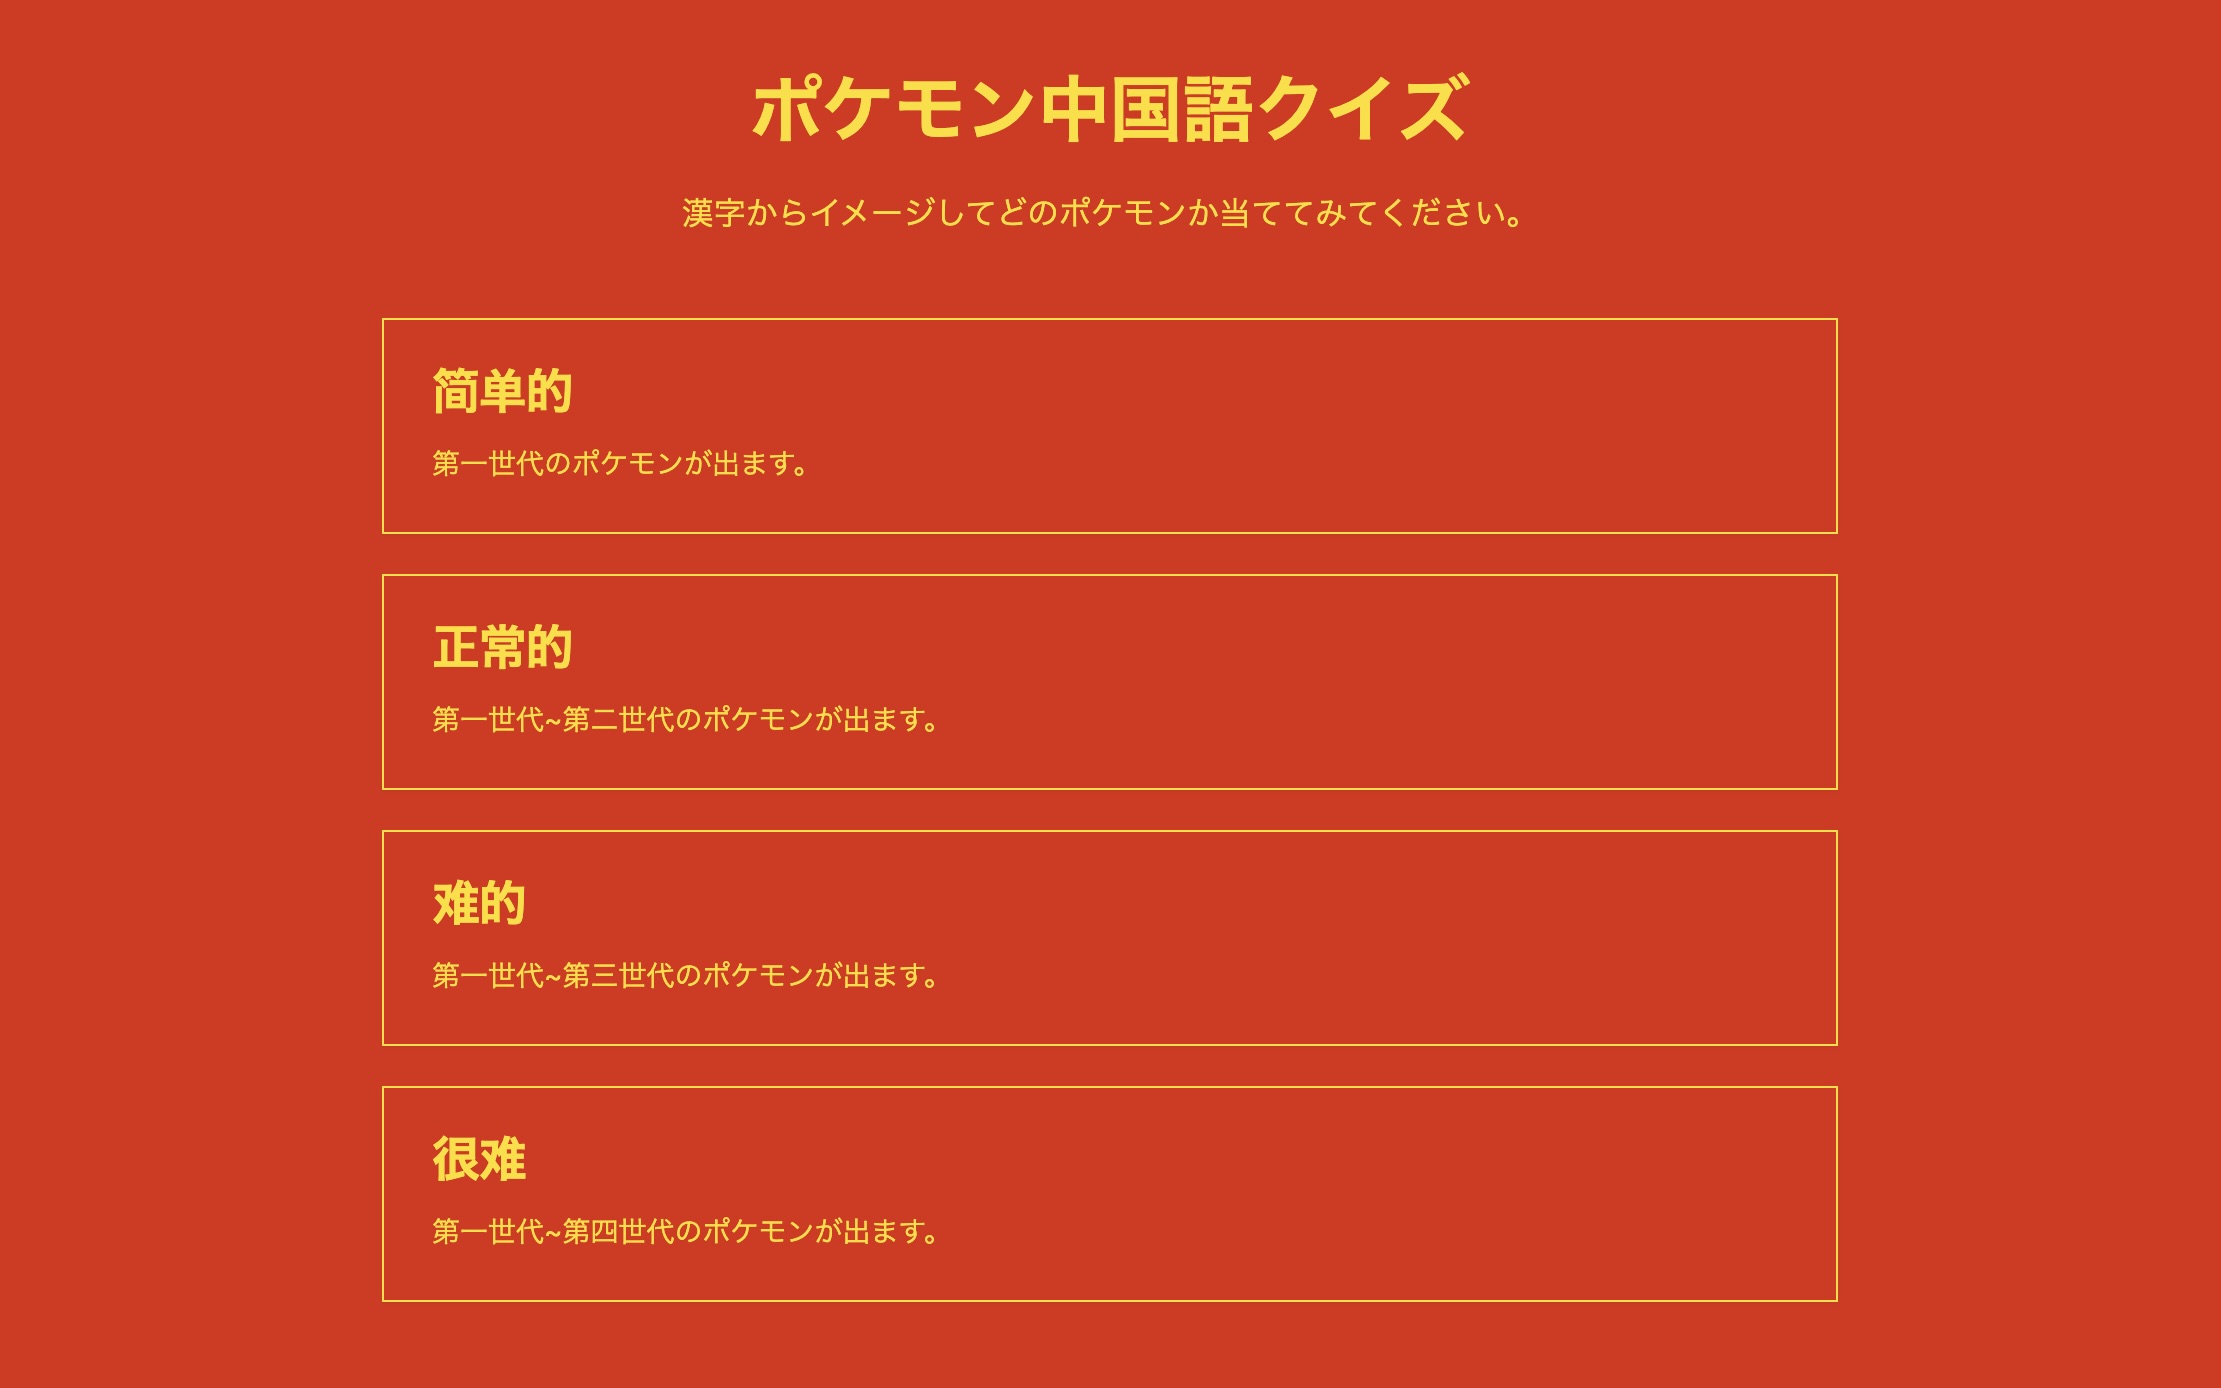 ポケモン中国語クイズ
漢字からイメージしてどのポケモンか当ててみてください。
简单的
第一世代のポケモンが出ます。
正常的
第一世代~第二世代のポケモンが出ます。
难的
第一世代~第三世代のポケモンが出ます。
很难
第一世代~第四世代のポケモンが出ます。